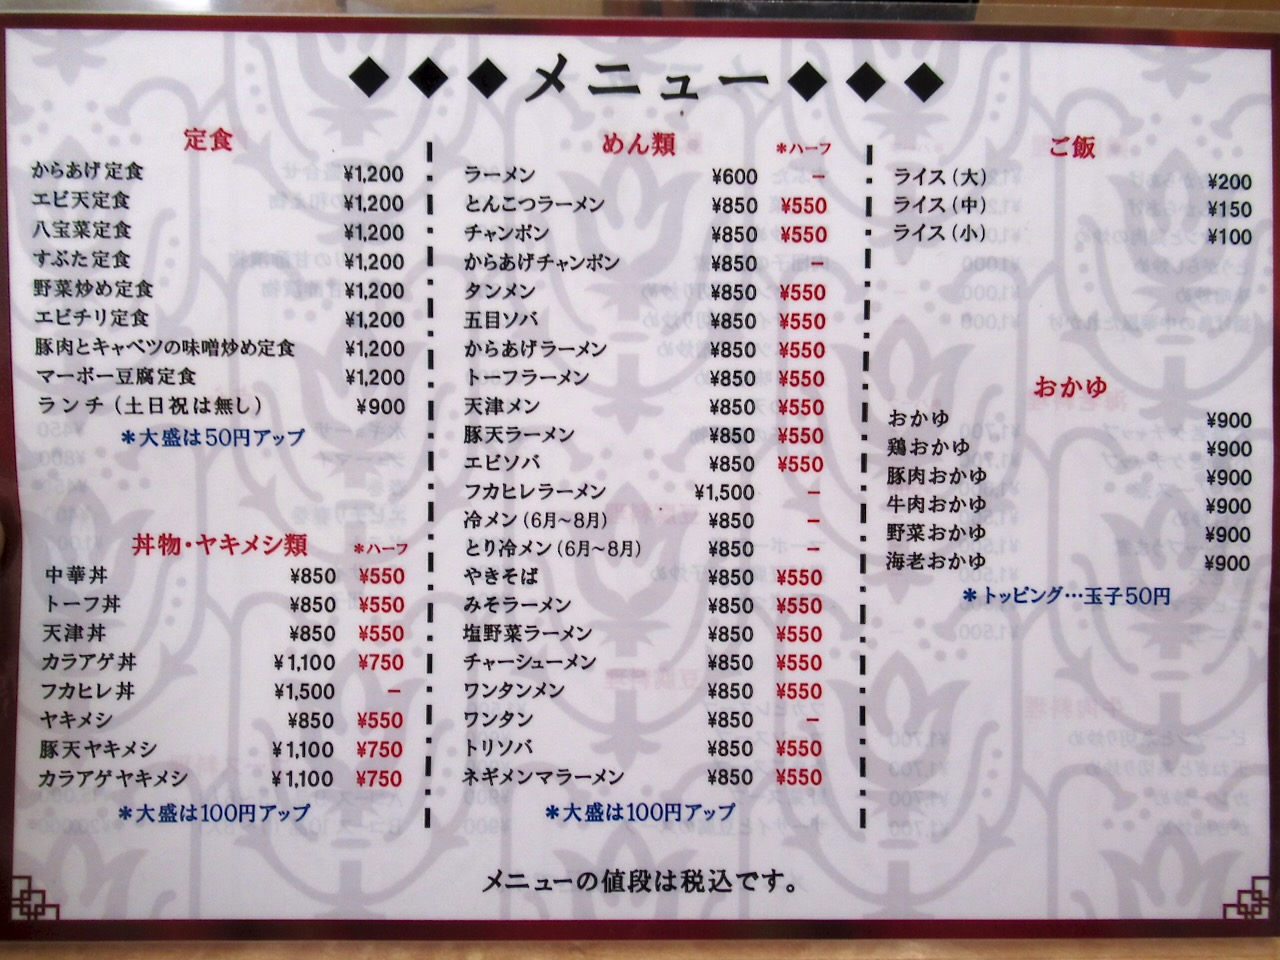 ◆◆◆メニュー◆◆◆
定食
からあげ定食 ¥1,200
エビ天定食 ¥1,200
八宝菜定食 ¥1,200
すぶた定食 ¥1,200
野菜炒め定食 ¥1,200
エビチリ定食 ¥1,200
豚肉とキャベツの味噌炒め定食 ¥1,200
マーボー豆腐定食 ¥1,200
ランチ(土日祝は無し) ¥900
*大盛は50円アップ
丼物・ヤキメシ類 *ハーフ
中華丼 ¥850 ¥550
トーフ丼 ¥850 ¥550
天津丼 ¥850 ¥550
カラアゲ丼 ¥1,100 ¥750
フカヒレ丼 ¥1,500 −
ヤキメシ ¥850 ¥550
豚天ヤキメシ ¥1,100 ¥750
カラアゲヤキメシ ¥1,100 ¥750
*大盛は100円アップ
めん類 *ハーフ
ラーメン ¥600 −
とんこつラーメン ¥850 ¥550
チャンポン ¥850 ¥550
からあげチャンポン ¥850 −
タンメン ¥850 ¥550
五目ソバ ¥850 ¥550
からあげラーメン ¥850 ¥550
トーフラーメン ¥850 ¥550
天津メン ¥850 ¥550
豚天ラーメン ¥850 ¥550
エビソバ ¥850 ¥550
フカヒレラーメン ¥1,500 −
冷メン(6月~8月) ¥850 −
とり冷メン(6月~8月) ¥850 −
やきそば ¥850 ¥550
みそラーメン ¥850 ¥550
塩野菜ラーメン ¥850 ¥550
チャーシューメン ¥850 ¥550
ワンタンメン ¥850 ¥550
ワンタン ¥850 −
トリソバ ¥850 ¥550
ネギメンマラーメン ¥850 ¥550
*大盛は100円アップ
ご飯
ライス(大) ¥200
ライス(中) ¥150
ライス(小) ¥100
おかゆ
おかゆ ¥900
鶏おかゆ ¥900
豚肉おかゆ ¥900
牛肉おかゆ ¥900
野菜おかゆ ¥900
海老おかゆ ¥900
*トッピング…玉子50円
メニューの値段は税込です。